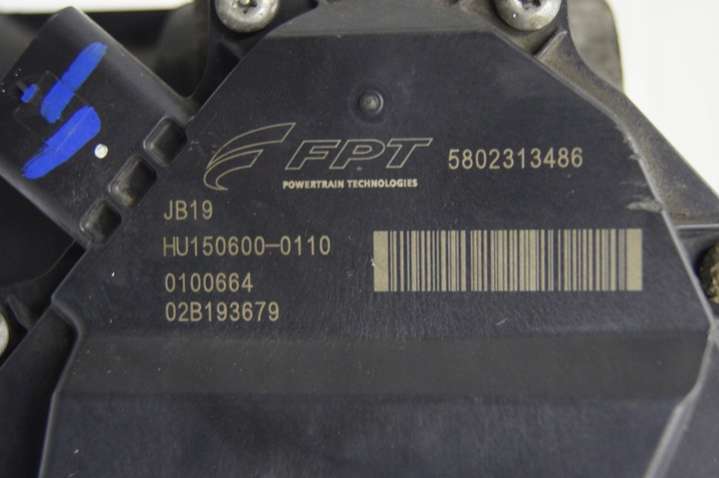 FPT 5802313486
POWERTRAIN TECHNOLOGIES
JB19
HU150600-0110
0100664
02B193679